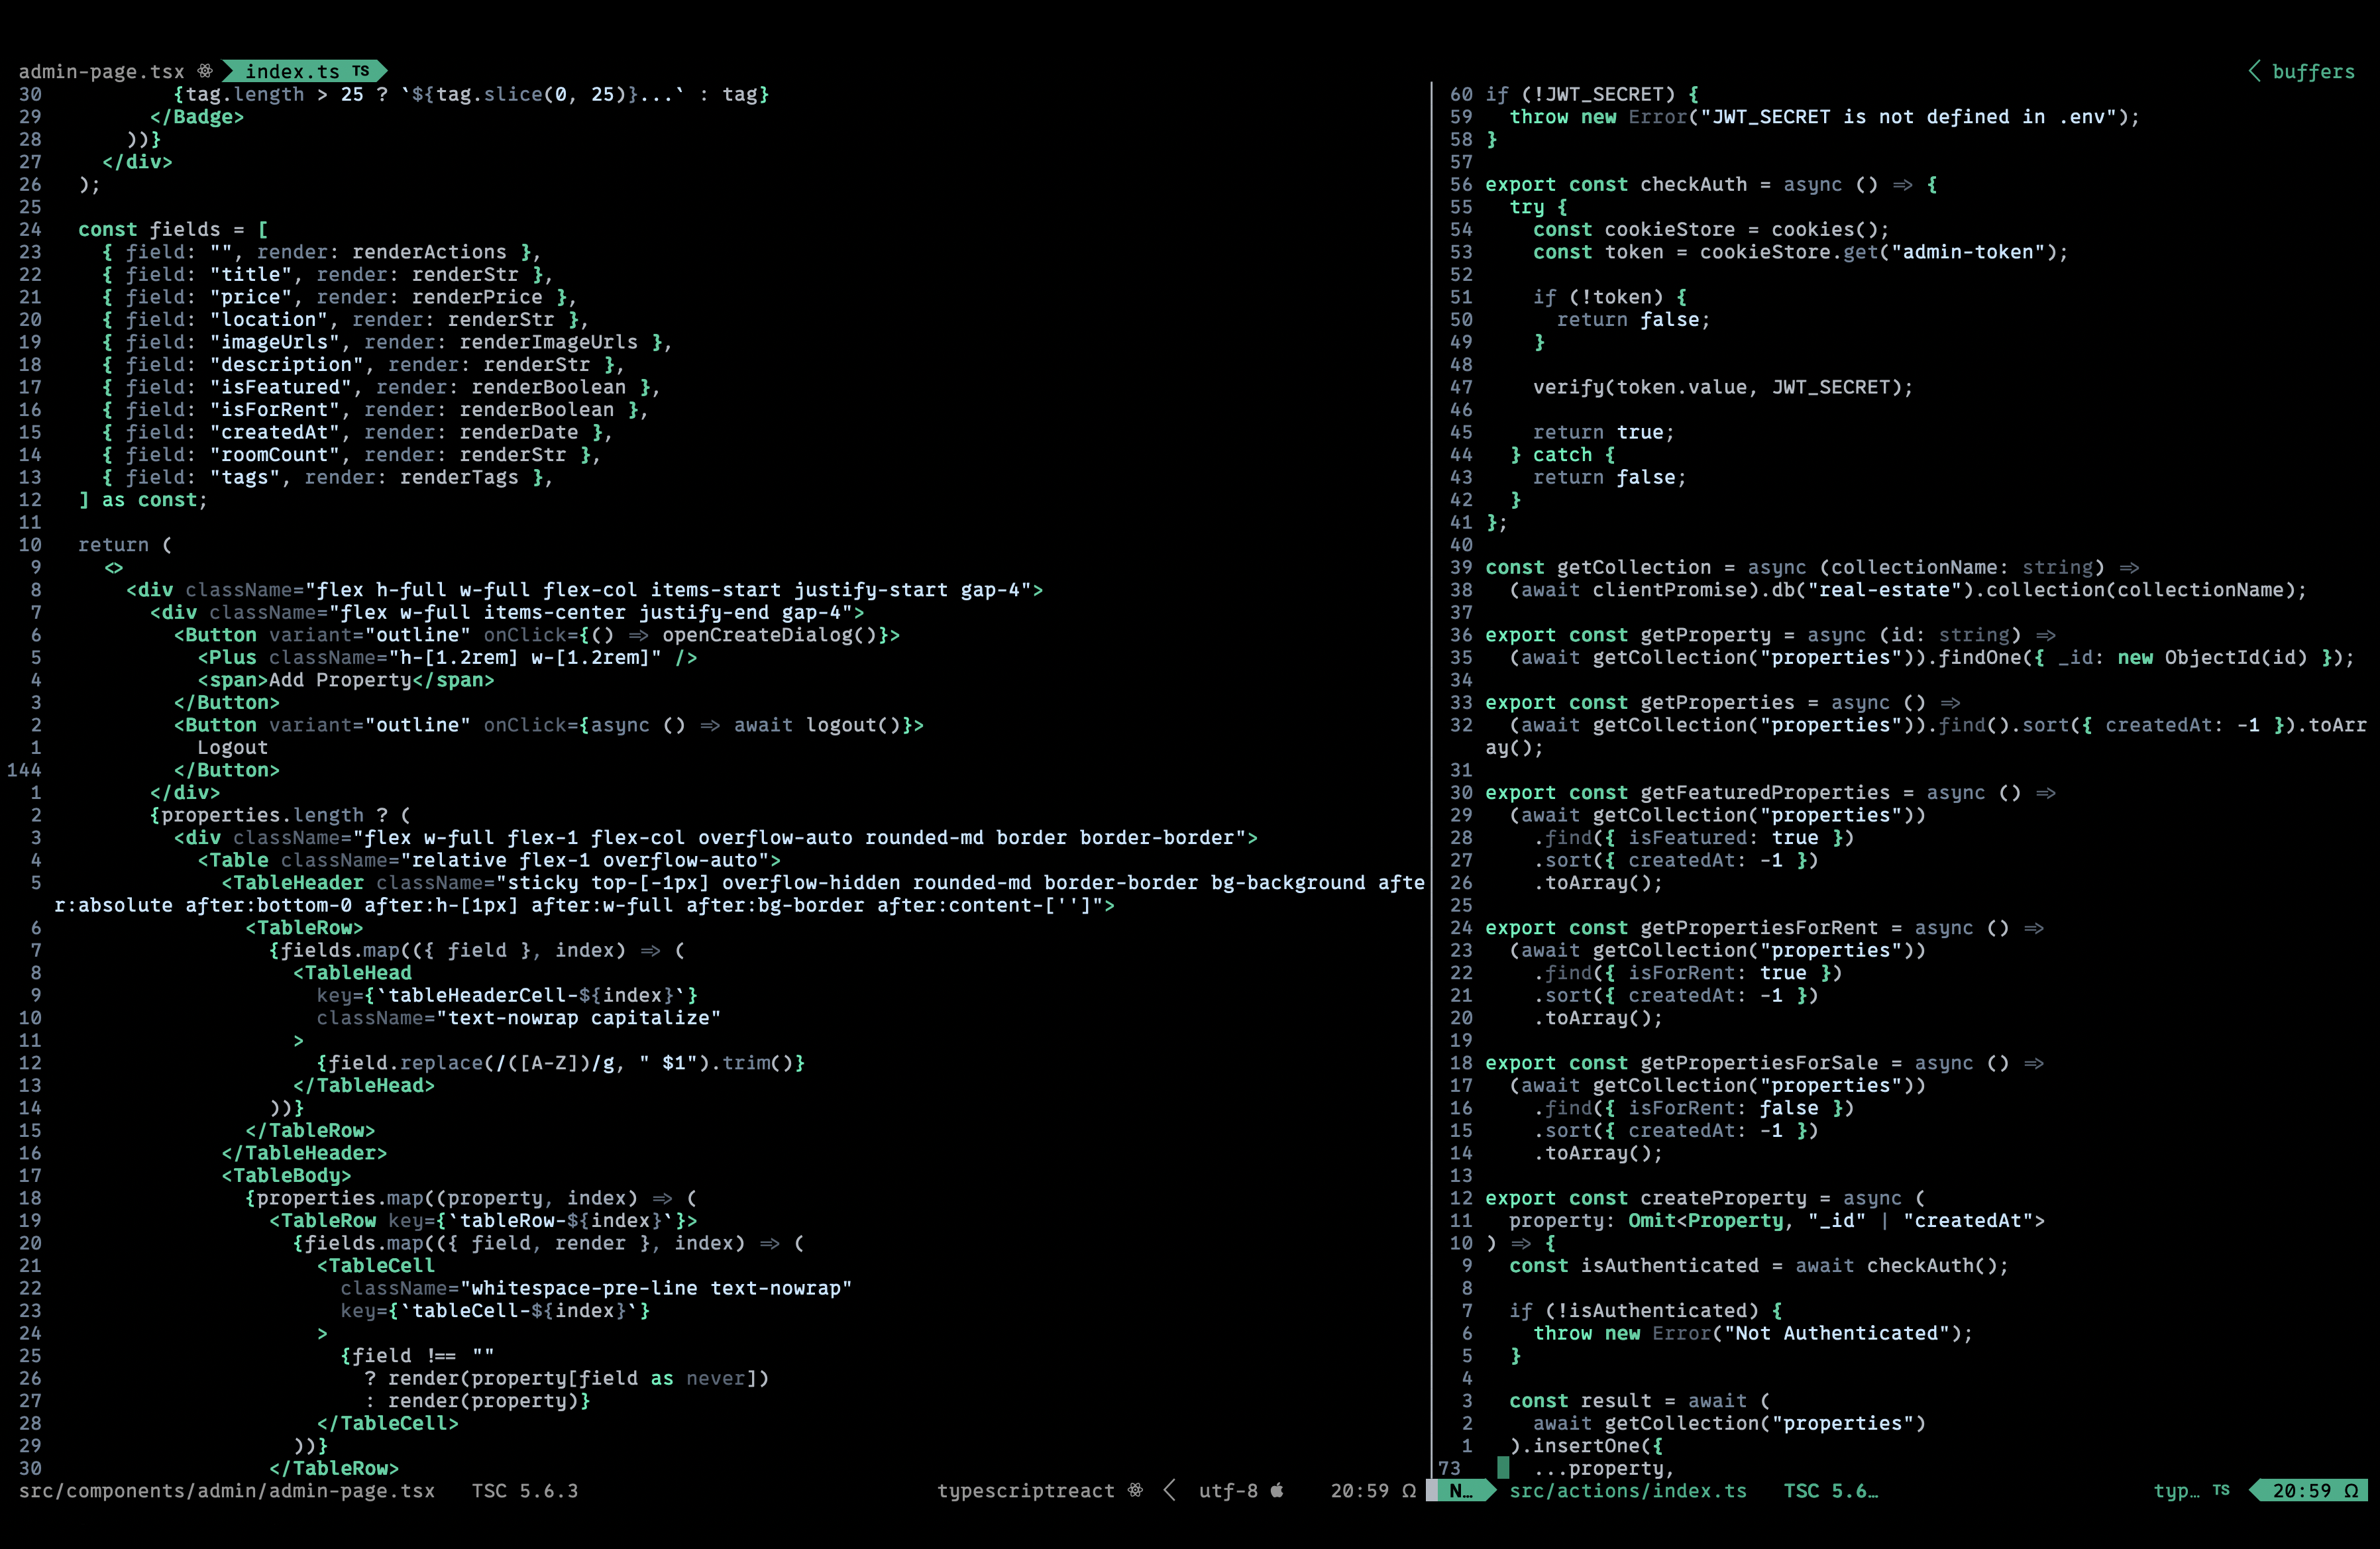 admin-page.tsx index.ts TS buffers
30 {tag.length > 25 ? `${tag.slice(0, 25)}...` : tag}
29 </Badge>
28 ))}
27 </div>
26 );
25
24 const fields = [
23 { field: "", render: renderActions },
22 { field: "title", render: renderStr },
21 { field: "price", render: renderPrice },
20 { field: "location", render: renderStr },
19 { field: "imageUrls", render: renderImageUrls },
18 { field: "description", render: renderStr },
17 { field: "isFeatured", render: renderBoolean },
16 { field: "isForRent", render: renderBoolean },
15 { field: "createdAt", render: renderDate },
14 { field: "roomCount", render: renderStr },
13 { field: "tags", render: renderTags },
12 ] as const;
11
10 return (
9 <>
8 <div className="flex h-full w-full flex-col items-start justify-start gap-4">
7 <div className="flex w-full items-center justify-end gap-4">
6 <Button variant="outline" onClick={() => openCreateDialog()}>
5 <Plus className="h-[1.2rem] w-[1.2rem]" />
4 <span>Add Property</span>
3 </Button>
2 <Button variant="outline" onClick={async () => await logout()}>
1 Logout
144 </Button>
1 </div>
2 {properties.length ? (
3 <div className="flex w-full flex-1 flex-col overflow-auto rounded-md border border-border">
4 <Table className="relative flex-1 overflow-auto">
5 <TableHeader className="sticky top-[-1px] overflow-hidden rounded-md border-border bg-background afte
r:absolute after:bottom-0 after:h-[1px] after:w-full after:bg-border after:content-['']">
6 <TableRow>
7 {fields.map(({ field }, index) => (
8 <TableHead
9 key={`tableHeaderCell-${index}`}
10 className="text-nowrap capitalize"
11 >
12 {field.replace(/([A-Z])/g, " $1").trim()}
13 </TableHead>
14 ))}
15 </TableRow>
16 </TableHeader>
17 <TableBody>
18 {properties.map((property, index) => (
19 <TableRow key={`tableRow-${index}`}>
20 {fields.map(({ field, render }, index) => (
21 <TableCell
22 className="whitespace-pre-line text-nowrap"
23 key={`tableCell-${index}`}
24 >
25 {field !== ""
26 ? render(property[field as never])
27 : render(property)}
28 </TableCell>
29 ))}
30 </TableRow>
src/components/admin/admin-page.tsx TSC 5.6.3 typescriptreact utf-8 20:59 Ω
60 if (!JWT_SECRET) {
59 throw new Error("JWT_SECRET is not defined in .env");
58 }
57
56 export const checkAuth = async () => {
55 try {
54 const cookieStore = cookies();
53 const token = cookieStore.get("admin-token");
52
51 if (!token) {
50 return false;
49 }
48
47 verify(token.value, JWT_SECRET);
46
45 return true;
44 } catch {
43 return false;
42 }
41 };
40
39 const getCollection = async (collectionName: string) =>
38 (await clientPromise).db("real-estate").collection(collectionName);
37
36 export const getProperty = async (id: string) =>
35 (await getCollection("properties")).findOne({ _id: new ObjectId(id) });
34
33 export const getProperties = async () =>
32 (await getCollection("properties")).find().sort({ createdAt: -1 }).toArr
ay();
31
30 export const getFeaturedProperties = async () =>
29 (await getCollection("properties"))
28 .find({ isFeatured: true })
27 .sort({ createdAt: -1 })
26 .toArray();
25
24 export const getPropertiesForRent = async () =>
23 (await getCollection("properties"))
22 .find({ isForRent: true })
21 .sort({ createdAt: -1 })
20 .toArray();
19
18 export const getPropertiesForSale = async () =>
17 (await getCollection("properties"))
16 .find({ isForRent: false })
15 .sort({ createdAt: -1 })
14 .toArray();
13
12 export const createProperty = async (
11 property: Omit<Property, "_id" | "createdAt">
10 ) => {
9 const isAuthenticated = await checkAuth();
8
7 if (!isAuthenticated) {
6 throw new Error("Not Authenticated");
5 }
4
3 const result = await (
2 await getCollection("properties")
1 ).insertOne({
73 ...property,
N… src/actions/index.ts TSC 5.6… typ… TS 20:59 Ω